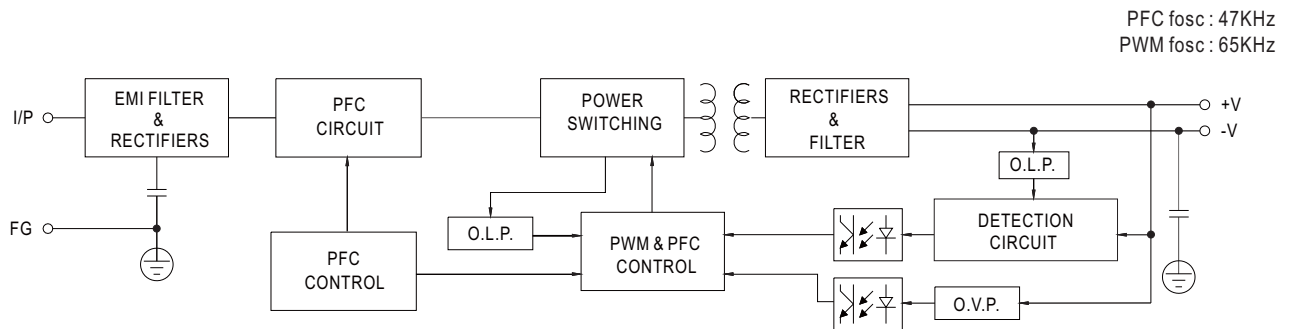 PFC fosc : 47KHz
PWM fosc : 65KHz
I/P
EMI FILTER
&
RECTIFIERS
PFC
CIRCUIT
POWER
SWITCHING
RECTIFIERS
&
FILTER
+V
-V
O.L.P.
FG
O.L.P.
DETECTION
CIRCUIT
PFC
CONTROL
PWM & PFC
CONTROL
O.V.P.